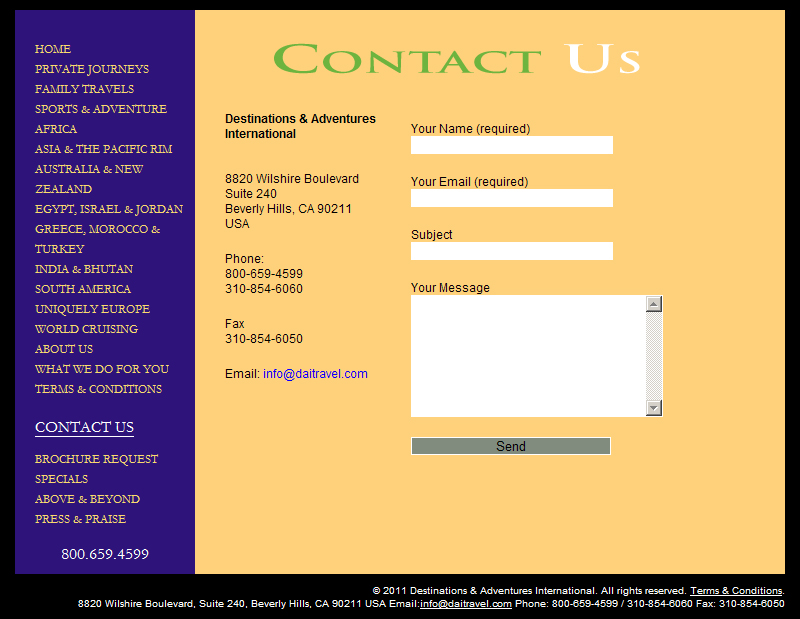 HOME
PRIVATE JOURNEYS
FAMILY TRAVELS
SPORTS & ADVENTURE
AFRICA
ASIA & THE PACIFIC RIM
AUSTRALIA & NEW
ZEALAND
EGYPT, ISRAEL & JORDAN
GREECE, MOROCCO &
TURKEY
INDIA & BHUTAN
SOUTH AMERICA
UNIQUELY EUROPE
WORLD CRUISING
ABOUT US
WHAT WE DO FOR YOU
TERMS & CONDITIONS
CONTACT US
BROCHURE REQUEST
SPECIALS
ABOVE & BEYOND
PRESS & PRAISE
800.659.4599
CONTACT US
Destinations & Adventures
International
8820 Wilshire Boulevard
Suite 240
Beverly Hills, CA 90211
USA
Phone:
800-659-4599
310-854-6060
Fax
310-854-6050
Email: info@daitravel.com
Your Name (required)
Your Email (required)
Subject
Your Message
Send
© 2011 Destinations & Adventures International. All rights reserved. Terms & Conditions.
8820 Wilshire Boulevard, Suite 240, Beverly Hills, CA 90211 USA Email:info@daitravel.com Phone: 800-659-4599 / 310-854-6060 Fax: 310-854-6050